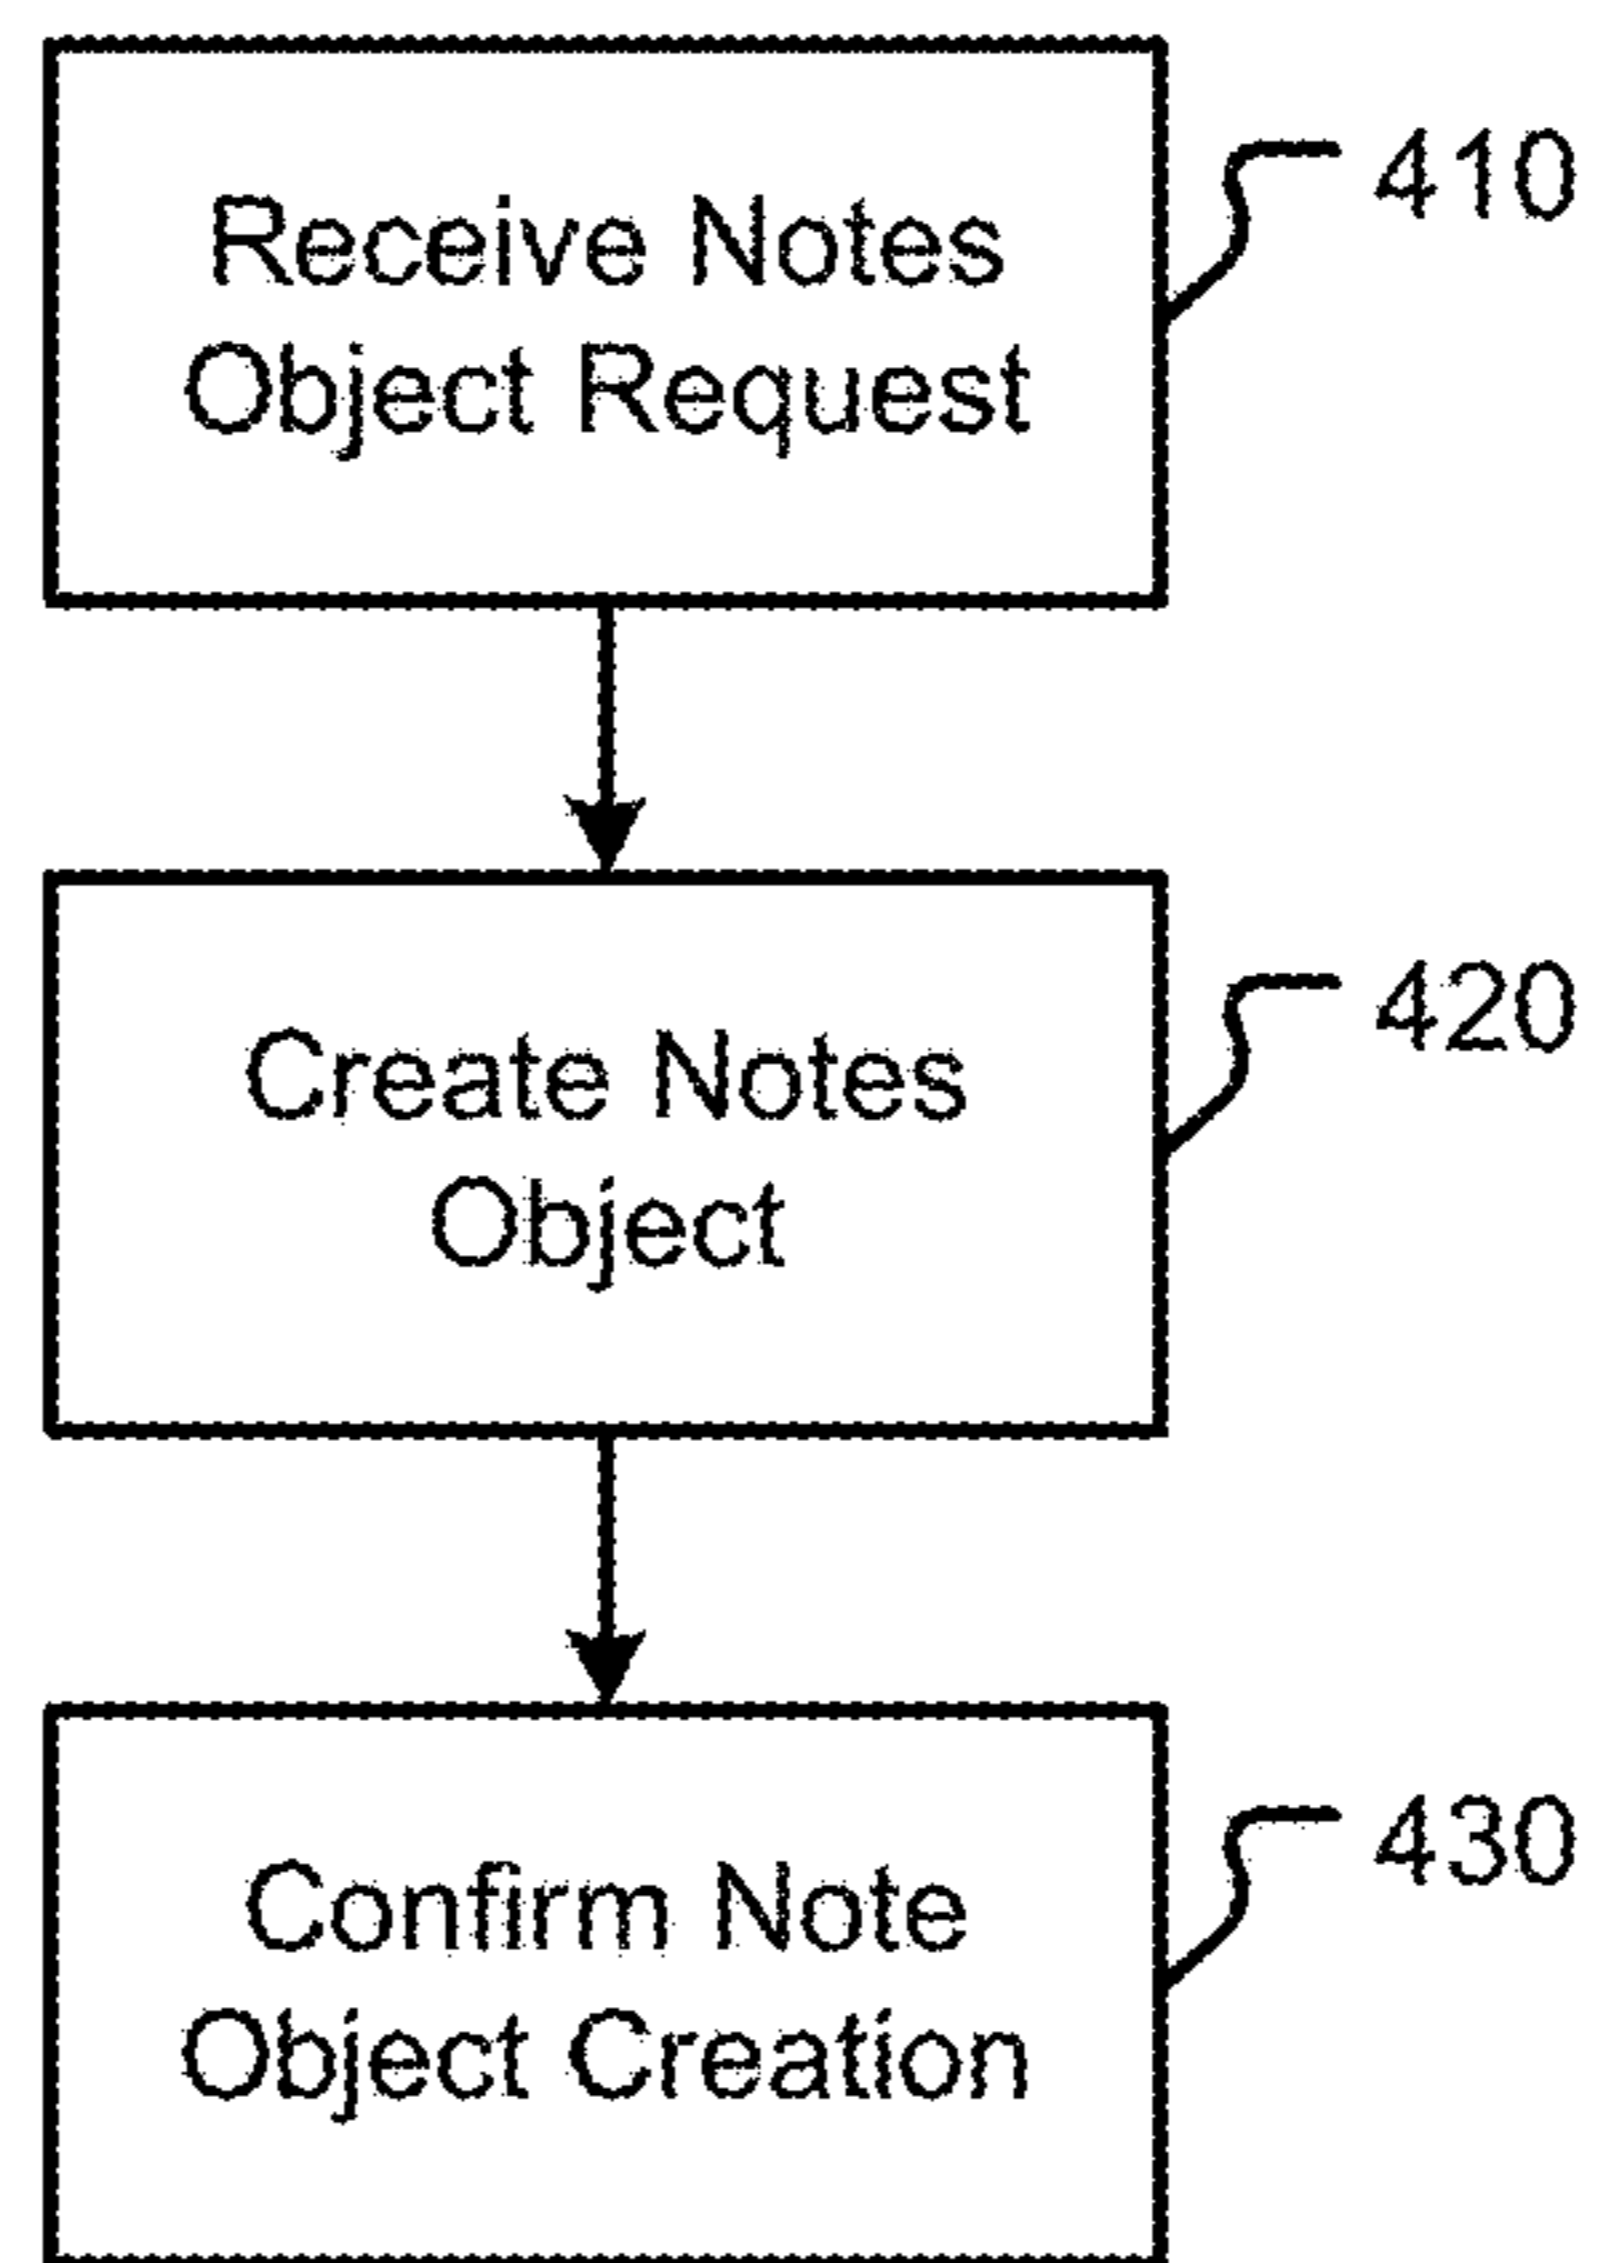 Receive Notes
Object Request
410
Create Notes
Object
420
Confirm Note
Object Creation
430